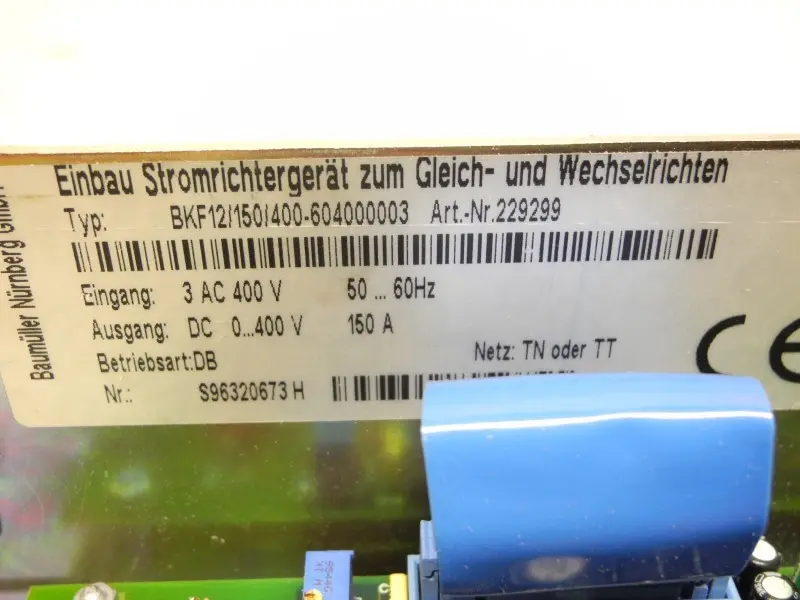 Einbau Stromrichtergerät zum Gleich- und Wechselrichten
Typ: BKF12/150/400-604000003 Art.-Nr.229299
Eingang: 3 AC 400 V 50 ... 60Hz
Ausgang: DC 0...400 V 150 A
Betriebsart:DB Netz: TN oder TT
Nr.: S96320673 H
Baumüller Nürnberg GmbH
CE